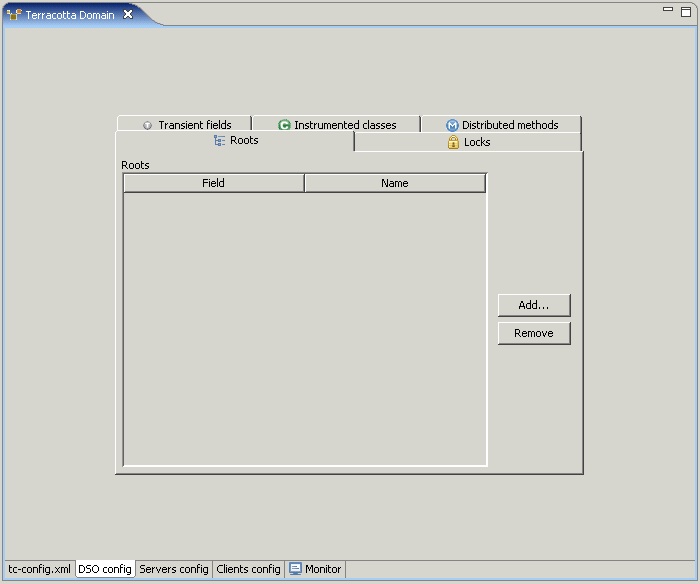 Terracotta Domain
Transient fields Instrumented classes Distributed methods
Roots Locks
Roots
Field Name
Add...
Remove
tc-config.xml DSO config Servers config Clients config Monitor